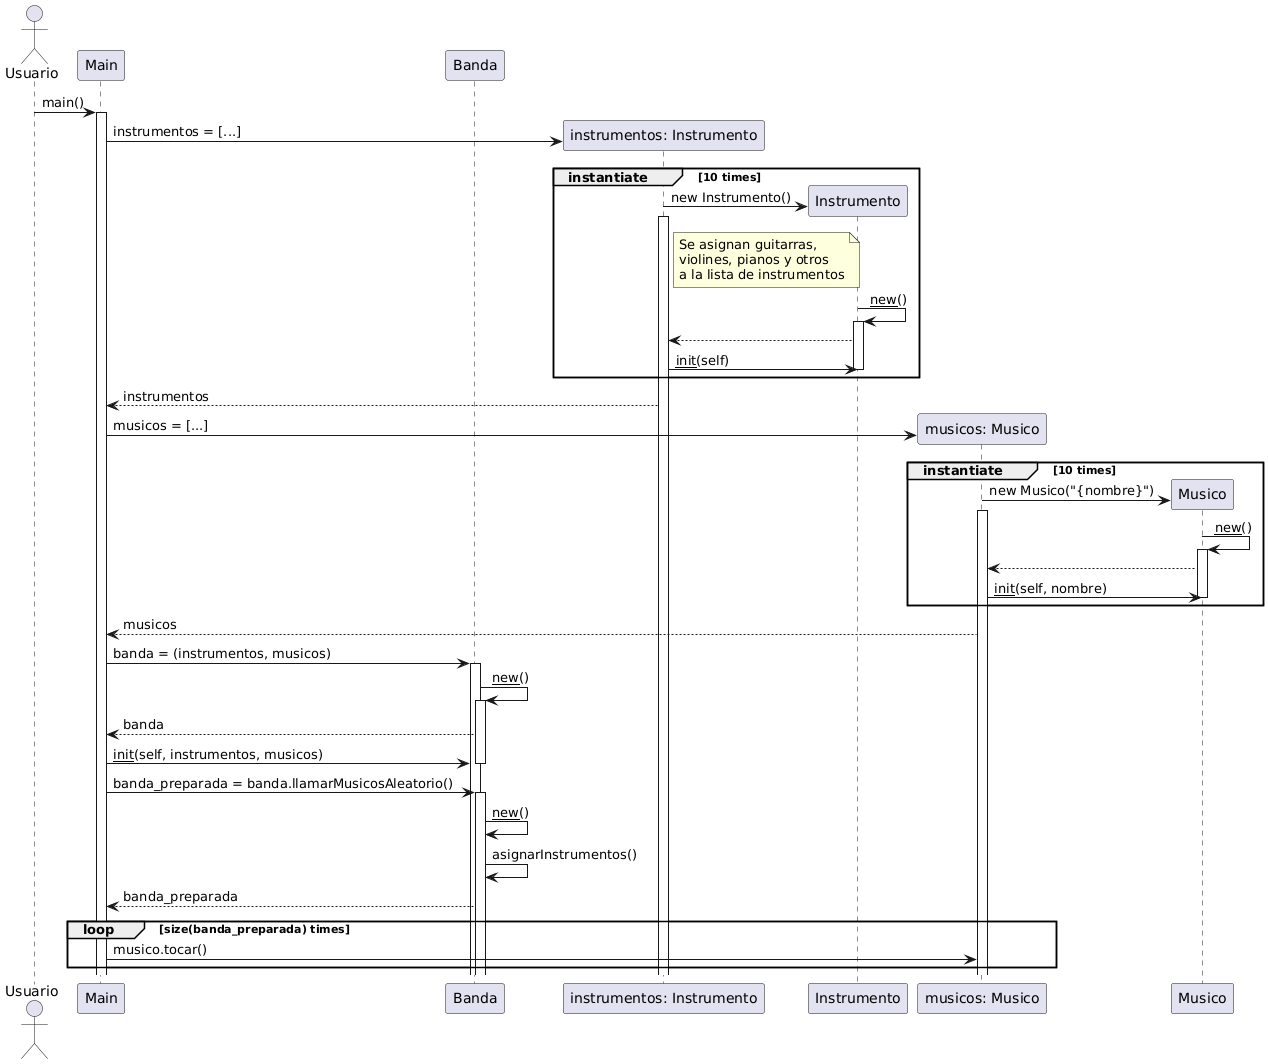 Usuario
Main
Banda
main()
instrumentos = [...]
instrumentos: Instrumento
instantiate [10 times]
new Instrumento()
Instrumento
Se asignan guitarras,
violines, pianos y otros
a la lista de instrumentos
new()
init(self)
instrumentos
musicos = [...]
musicos: Musico
instantiate [10 times]
new Musico("{nombre}")
Musico
new()
init(self, nombre)
musicos
banda = (instrumentos, musicos)
new()
banda
init(self, instrumentos, musicos)
banda_preparada = banda.llamarMusicosAleatorio()
new()
asignarInstrumentos()
banda_preparada
loop [size(banda_preparada) times]
musico.tocar()
Usuario
Main
Banda
instrumentos: Instrumento
Instrumento
musicos: Musico
Musico